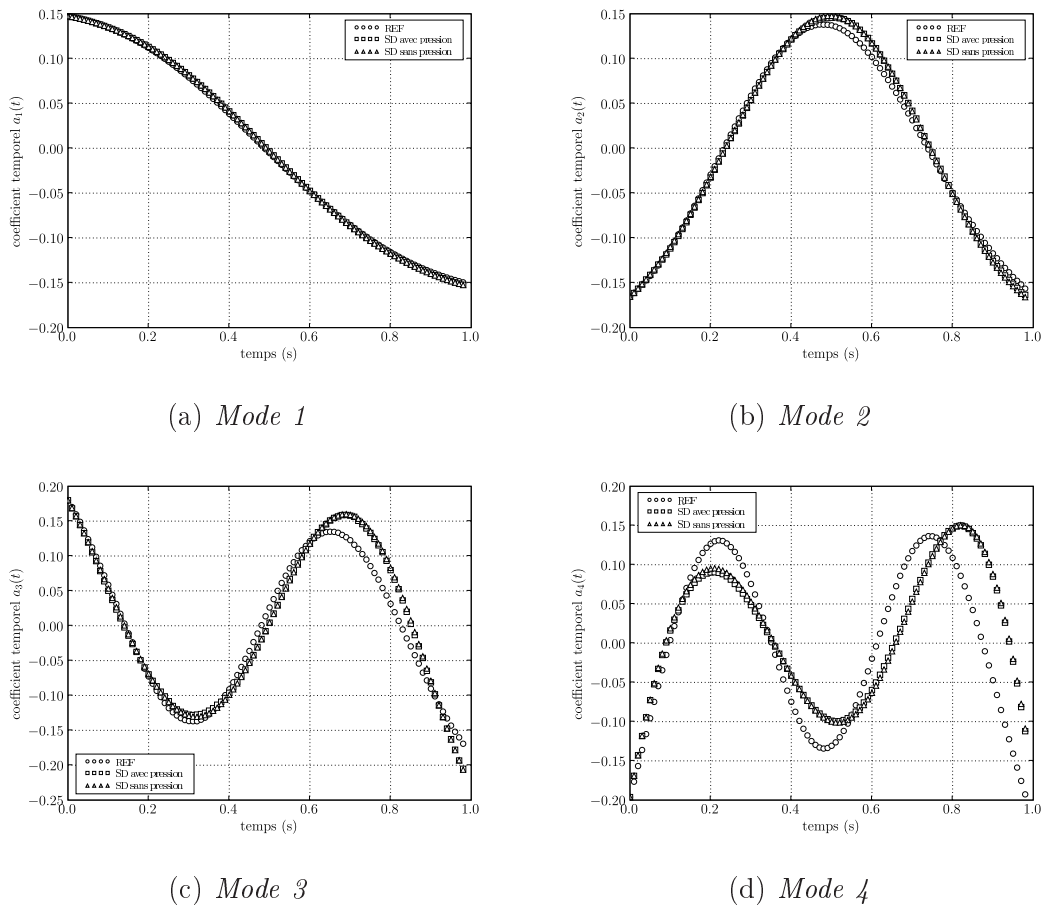 0.15
0.10
0.05
0.00
−0.05
−0.10
−0.15
−0.20
0.0 0.2 0.4 0.6 0.8 1.0
temps (s)
coefficient temporel a₁(t)
REF
SD avec pression
SD sans pression
(a) Mode 1
0.15
0.10
0.05
0.00
−0.05
−0.10
−0.15
−0.20
0.0 0.2 0.4 0.6 0.8 1.0
temps (s)
coefficient temporel a₂(t)
REF
SD avec pression
SD sans pression
(b) Mode 2
0.20
0.15
0.10
0.05
0.00
−0.05
−0.10
−0.15
−0.20
−0.25
0.0 0.2 0.4 0.6 0.8 1.0
temps (s)
coefficient temporel a₃(t)
REF
SD avec pression
SD sans pression
(c) Mode 3
0.20
0.15
0.10
0.05
0.00
−0.05
−0.10
−0.15
−0.20
0.0 0.2 0.4 0.6 0.8 1.0
temps (s)
coefficient temporel a₄(t)
REF
SD avec pression
SD sans pression
(d) Mode 4